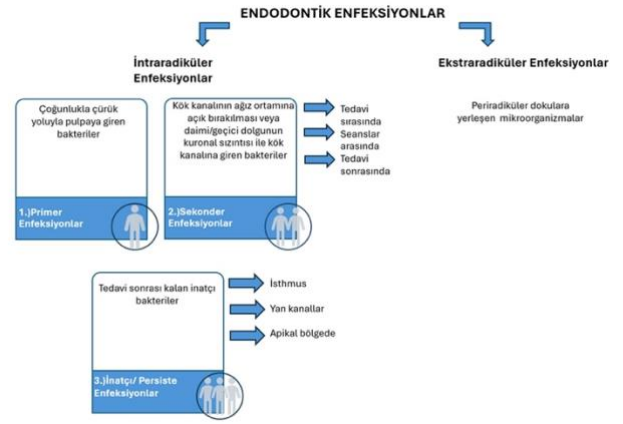 ENDODONTİK ENFEKSİYONLAR
İntraradiküler
Enfeksiyonlar
Ekstraradiküler Enfeksiyonlar
Çoğunlukla çürük
yoluyla pulpaya giren
bakteriler
1.)Primer
Enfeksiyonlar
Kök kanalının ağız ortamına
açık bırakılması veya
daimi/geçici dolgunun
kuronal sızıntısı ile kök
kanalına giren bakteriler
2.)Sekonder
Enfeksiyonlar
Tedavi
sırasında
Seanslar
arasında
Tedavi
sonrasında
Periradiküler dokulara
yerleşen mikroorganizmalar
Tedavi sonrası kalan inatçı
bakteriler
3.)İnatçı/ Persiste
Enfeksiyonlar
İsthmus
Yan kanallar
Apikal bölgede